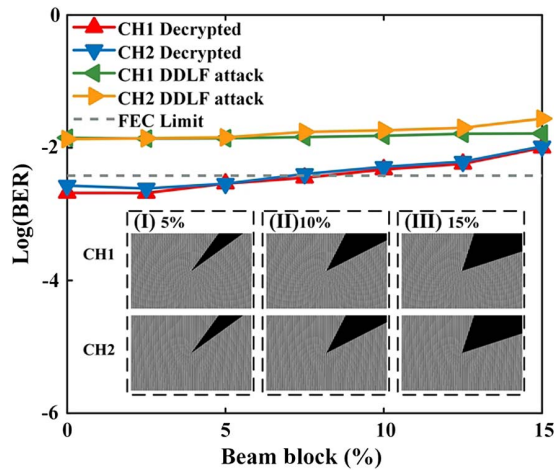 0
CH1 Decrypted
CH2 Decrypted
CH1 DDLF attack
CH2 DDLF attack
FEC Limit
-2
Log(BER)
(I) 5%
(II)10%
(III) 15%
CH1
-4
CH2
-6
0 5 10 15
Beam block (%)